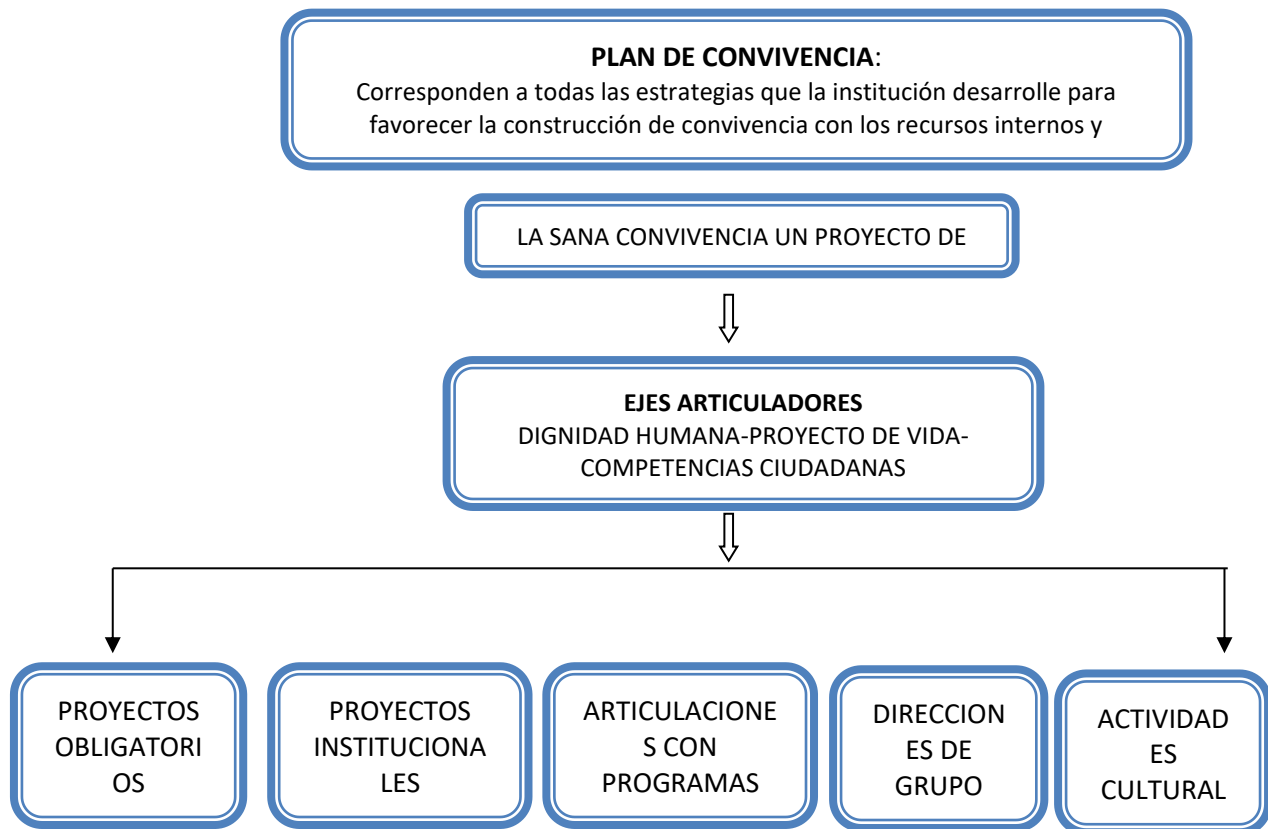 PLAN DE CONVIVENCIA:
Corresponden a todas las estrategias que la institución desarrolle para
favorecer la construcción de convivencia con los recursos internos y
LA SANA CONVIVENCIA UN PROYECTO DE
EJES ARTICULADORES
DIGNIDAD HUMANA-PROYECTO DE VIDA-
COMPETENCIAS CIUDADANAS
PROYECTOS
OBLIGATORI
OS
PROYECTOS
INSTITUCIONA
LES
ARTICULACIONE
S CON
PROGRAMAS
DIRECCION
ES DE
GRUPO
ACTIVIDAD
ES
CULTURAL